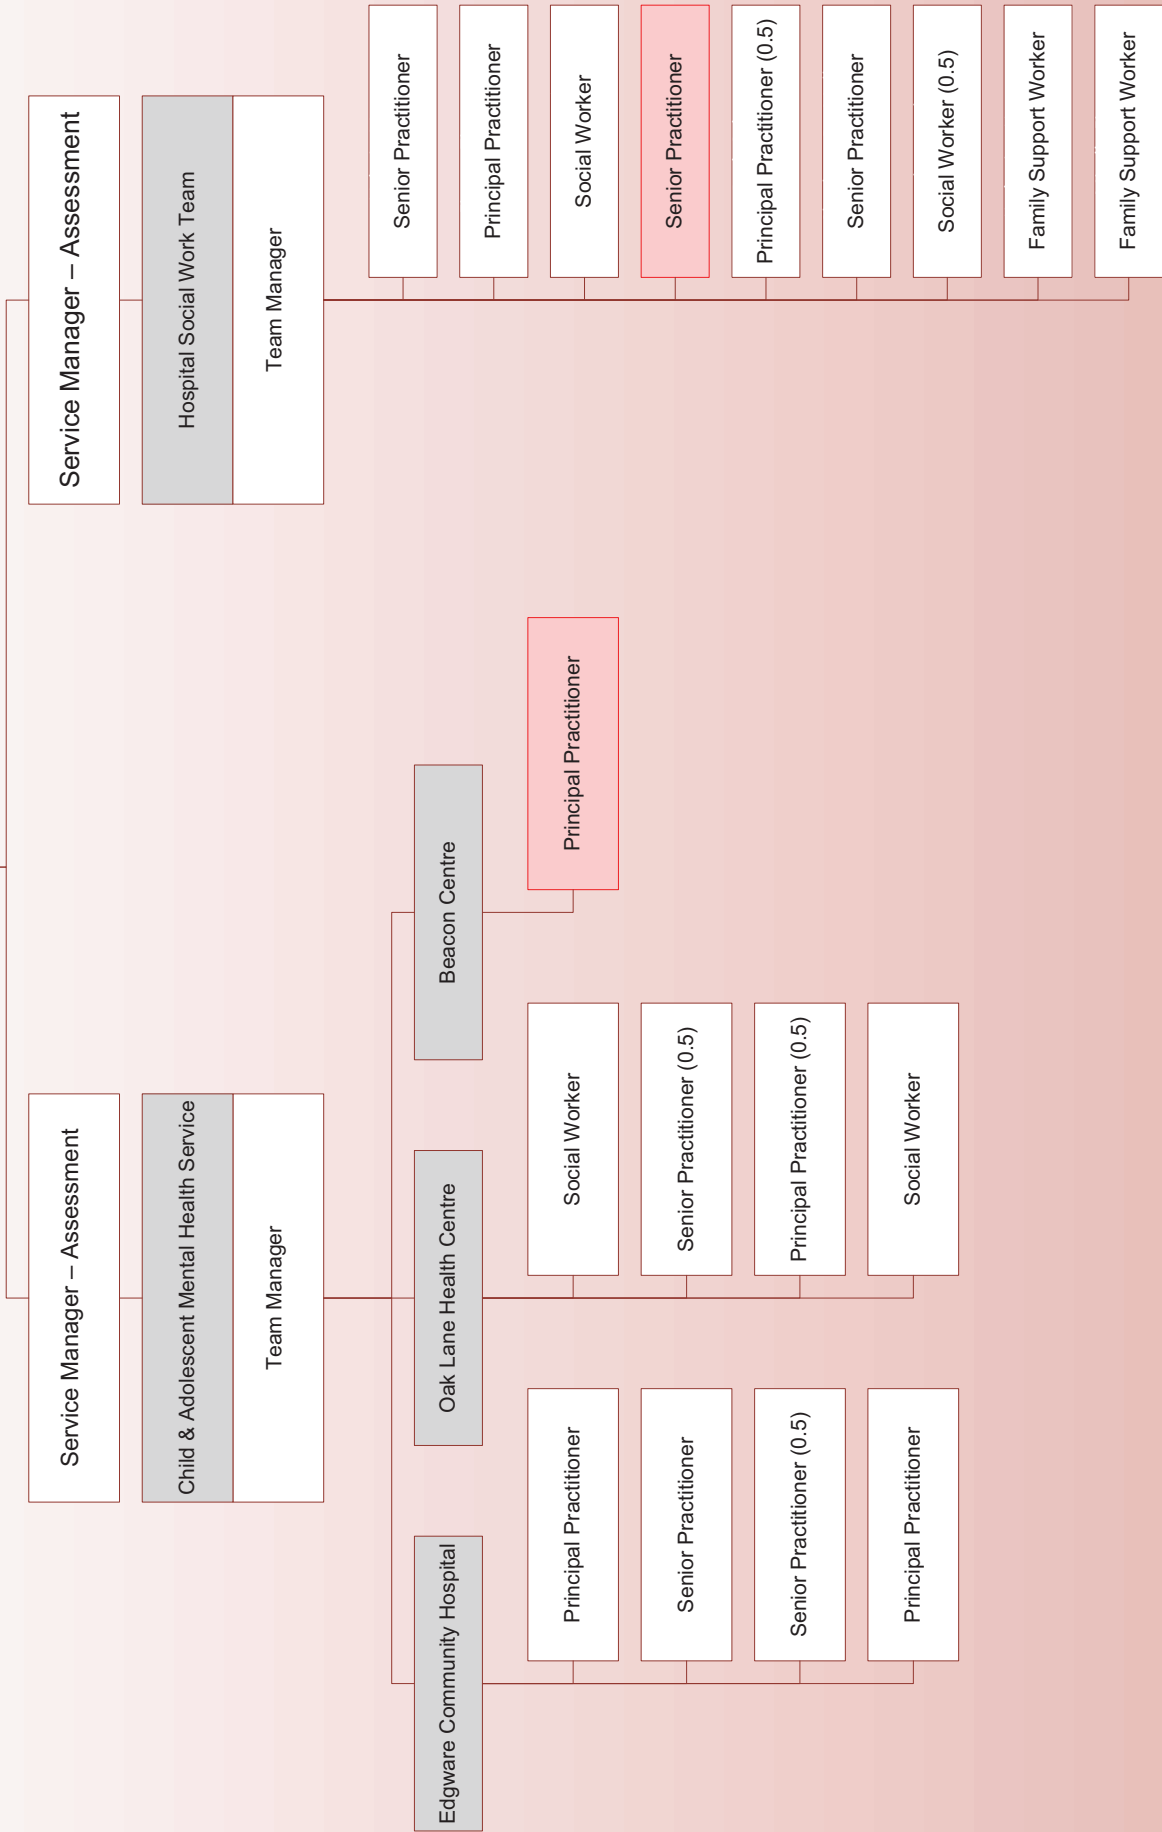 Service Manager – Assessment
Child & Adolescent Mental Health Service
Team Manager
Edgware Community Hospital
Principal Practitioner
Senior Practitioner
Senior Practitioner (0.5)
Principal Practitioner
Oak Lane Health Centre
Social Worker
Senior Practitioner (0.5)
Principal Practitioner (0.5)
Social Worker
Beacon Centre
Principal Practitioner
Service Manager – Assessment
Hospital Social Work Team
Team Manager
Senior Practitioner
Principal Practitioner
Social Worker
Senior Practitioner
Principal Practitioner (0.5)
Senior Practitioner
Social Worker (0.5)
Family Support Worker
Family Support Worker